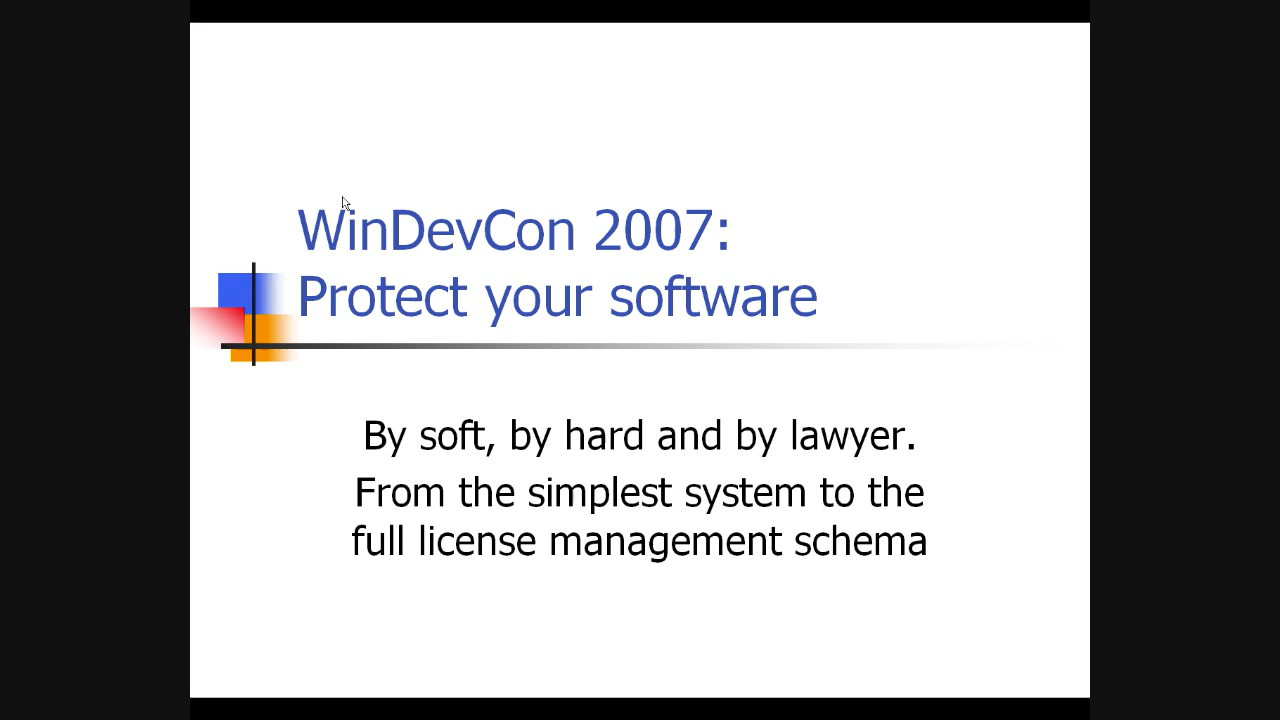 WinDevCon 2007:
Protect your software
By soft, by hard and by lawyer.
From the simplest system to the
full license management schema